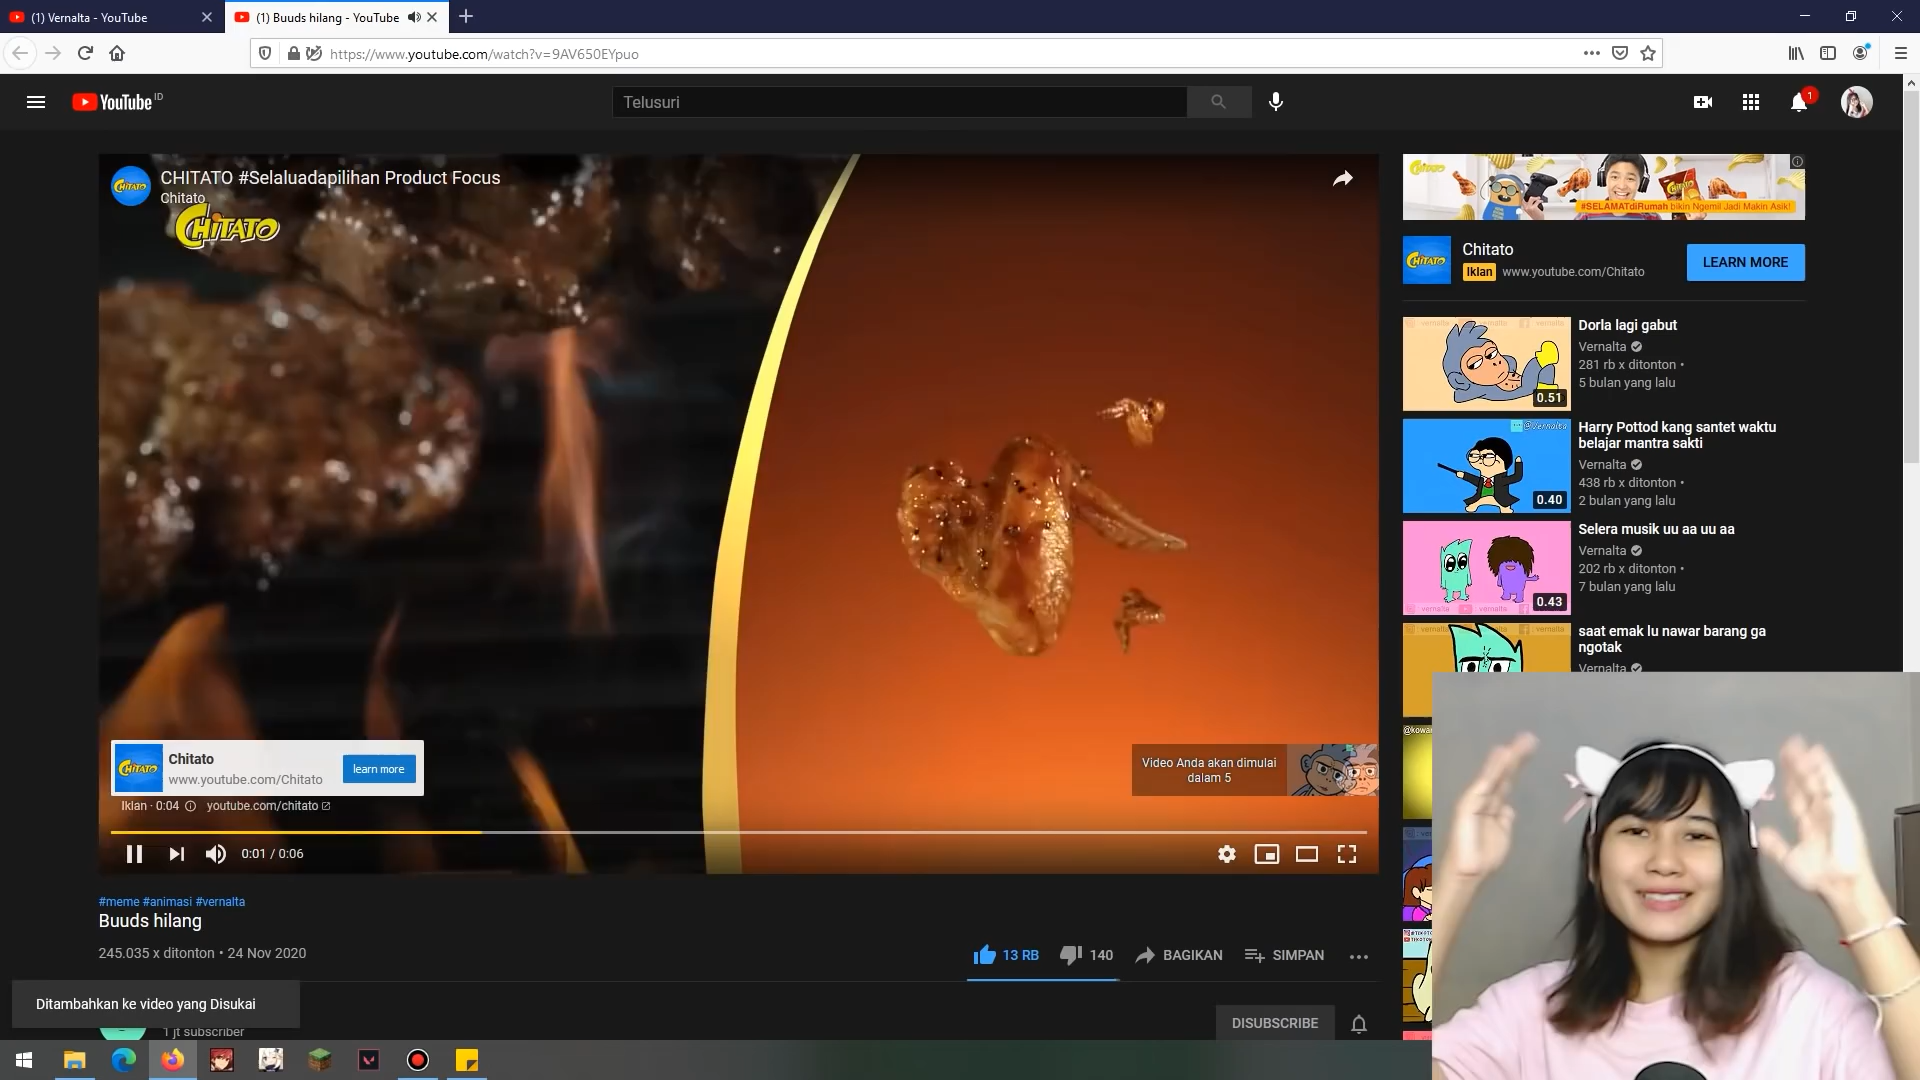 (1) Vernalta - YouTube
(1) Buuds hilang - YouTube
https://www.youtube.com/watch?v=9AV650EYpuo
YouTube ID
Telusuri
1
CHITATO #Selaluadapilihan Product Focus
Chitato
CHITATO
CHITATO
Chitato
www.youtube.com/Chitato
learn more
CHITATO
Iklan · 0:04
youtube.com/chitato
Video Anda akan dimulai
dalam 5
0:01 / 0:06
#meme #animasi #vernalta
Buuds hilang
245.035 x ditonton • 24 Nov 2020
13 RB
140
BAGIKAN
SIMPAN
Ditambahkan ke video yang Disukai
1 jt subscriber
DISUBSCRIBE
CHITATO
#SELAMATdiRumah bikin Ngemil Jadi Makin Asik!
CHITATO
Chitato
Iklan www.youtube.com/Chitato
LEARN MORE
Dorla lagi gabut
Vernalta
281 rb x ditonton •
5 bulan yang lalu
0.51
Harry Pottod kang santet waktu
belajar mantra sakti
Vernalta
438 rb x ditonton •
2 bulan yang lalu
@Vernalta
0.40
Selera musik uu aa uu aa
Vernalta
202 rb x ditonton •
7 bulan yang lalu
0.43
saat emak lu nawar barang ga
ngotak
Vernalta